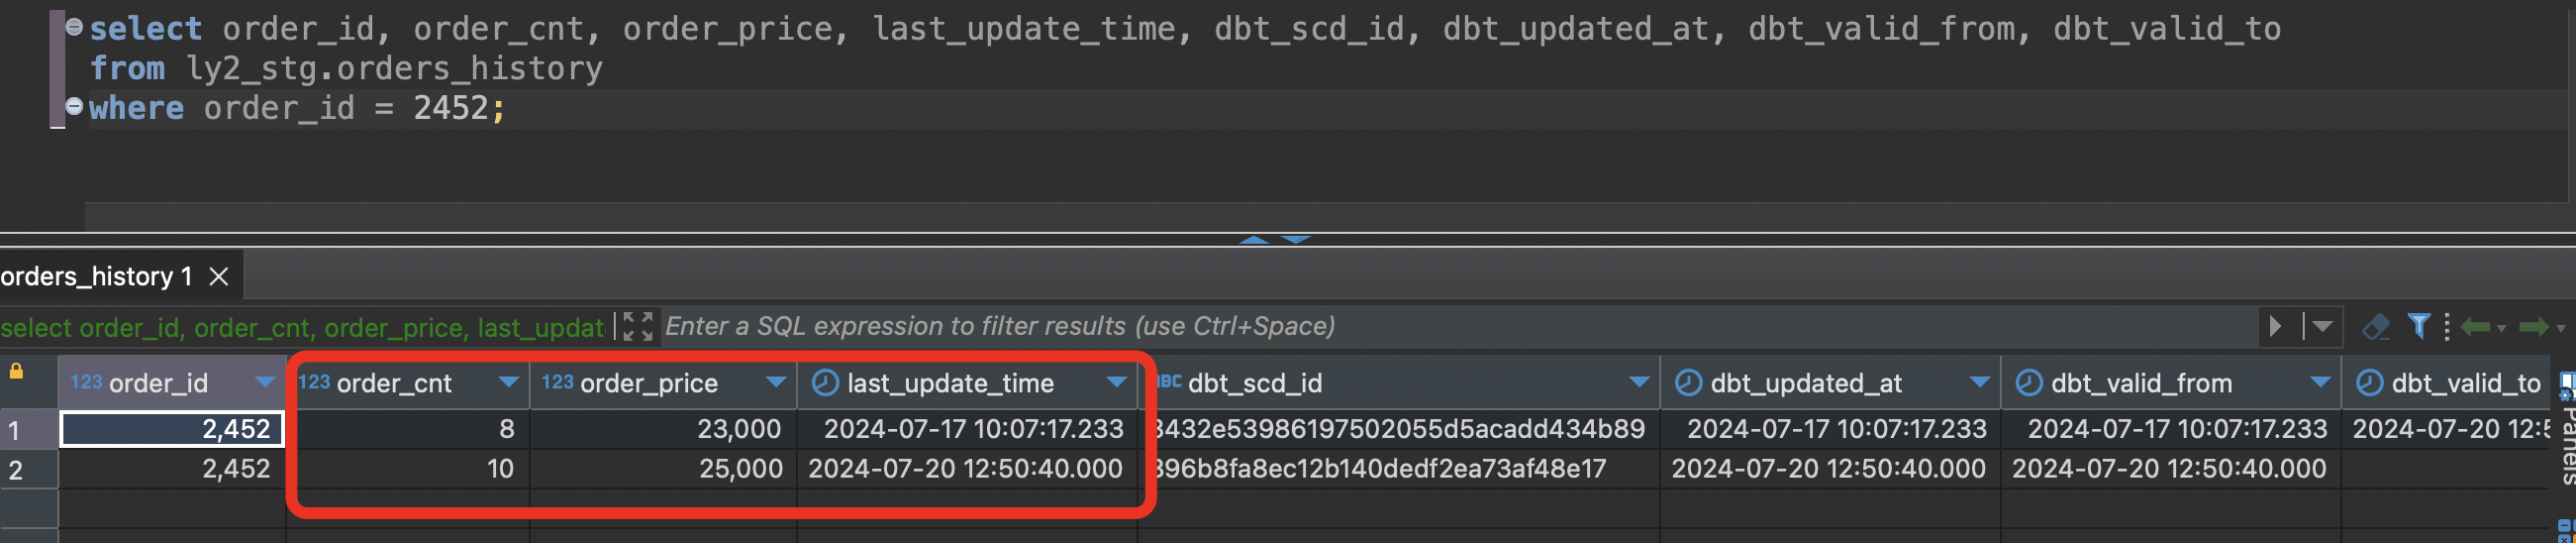 select order_id, order_cnt, order_price, last_update_time, dbt_scd_id, dbt_updated_at, dbt_valid_from, dbt_valid_to
from ly2_stg.orders_history
where order_id = 2452;
orders_history 1
select order_id, order_cnt, order_price, last_updat Enter a SQL expression to filter results (use Ctrl+Space)
123 order_id 123 order_cnt 123 order_price last_update_time ABC dbt_scd_id dbt_updated_at dbt_valid_from dbt_valid_to
1 2,452 8 23,000 2024-07-17 10:07:17.233 3432e53986197502055d5acadd434b89 2024-07-17 10:07:17.233 2024-07-17 10:07:17.233 2024-07-20 12:5
2 2,452 10 25,000 2024-07-20 12:50:40.000 396b8fa8ec12b140dedf2ea73af48e17 2024-07-20 12:50:40.000 2024-07-20 12:50:40.000
Panels